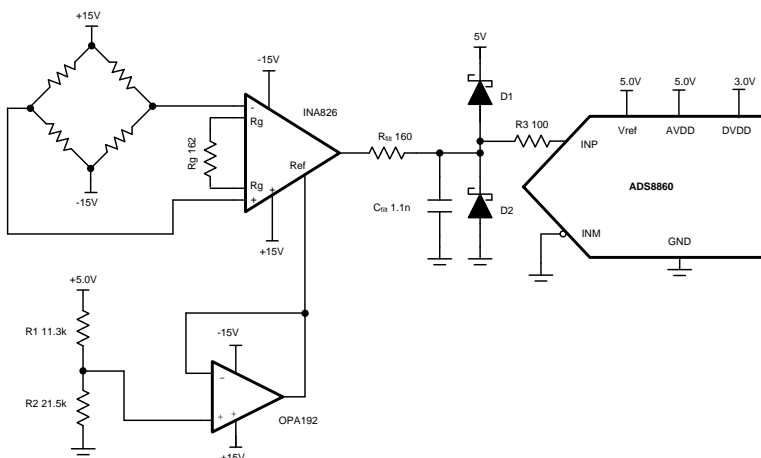 +15V
-15V
-15V
INA826
-
Rg
Rg 162
Rg
+
Ref
+
+15V
Rfilt 160
Cfilt 1.1n
5V
D1
D2
R3 100
5.0V
5.0V
3.0V
Vref
AVDD
DVDD
INP
ADS8860
INM
GND
+5.0V
R1 11.3k
R2 21.5k
-15V
-
+
+
OPA192
+15V